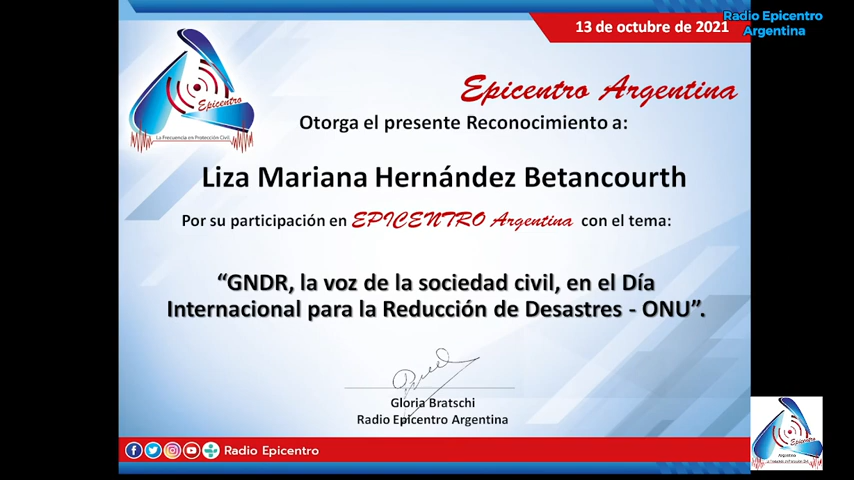 13 de octubre de 2021
Radio Epicentro
Argentina
Epicentro
La Frecuencia en Protección Civil
Epicentro Argentina
Otorga el presente Reconocimiento a:
Liza Mariana Hernández Betancourth
Por su participación en EPICENTRO Argentina con el tema:
“GNDR, la voz de la sociedad civil, en el Día
Internacional para la Reducción de Desastres - ONU”.
Gloria Bratschi
Radio Epicentro Argentina
Radio Epicentro
Epicentro
Argentina